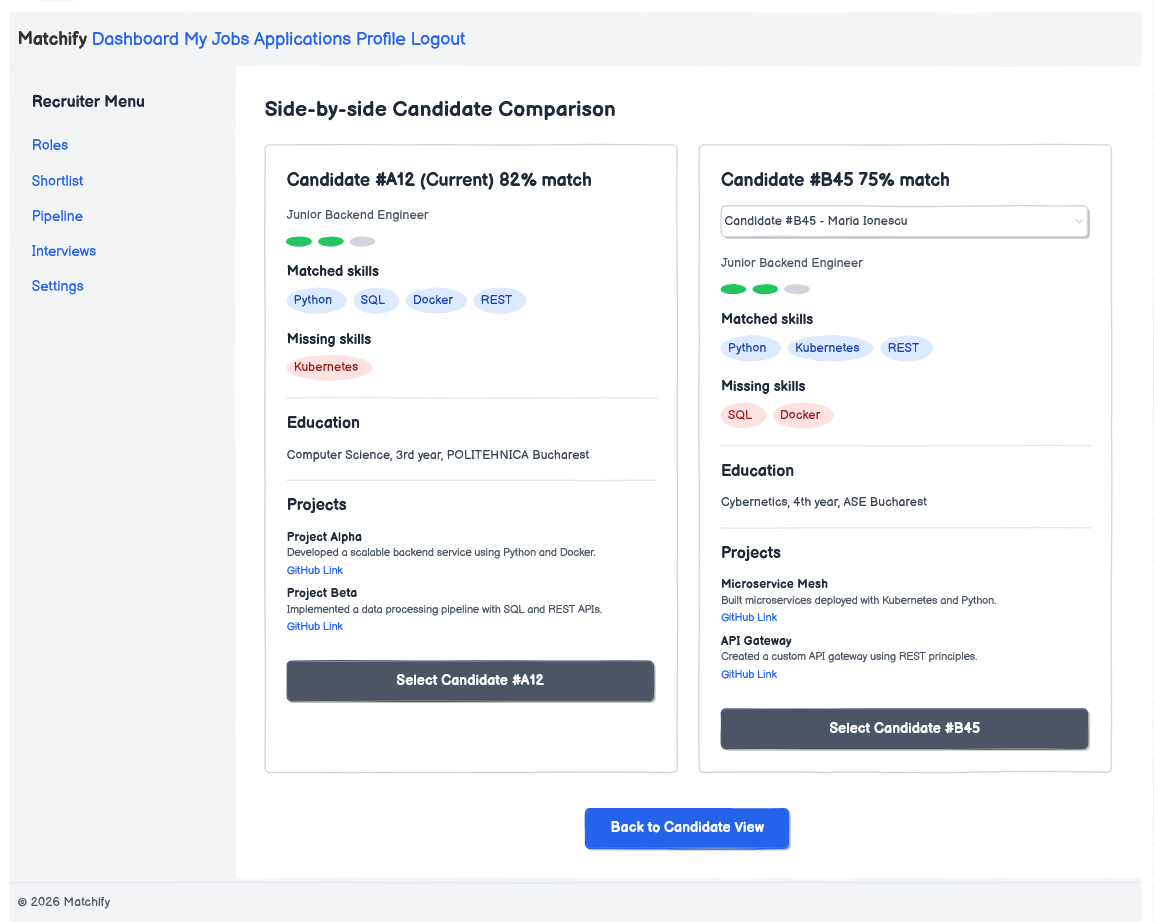 Matchify Dashboard My Jobs Applications Profile Logout
Recruiter Menu
Roles
Shortlist
Pipeline
Interviews
Settings
Side-by-side Candidate Comparison
Candidate #A12 (Current) 82% match
Junior Backend Engineer
Matched skills
Python SQL Docker REST
Missing skills
Kubernetes
Education
Computer Science, 3rd year, POLITEHNICA Bucharest
Projects
Project Alpha
Developed a scalable backend service using Python and Docker.
GitHub Link
Project Beta
Implemented a data processing pipeline with SQL and REST APIs.
GitHub Link
Select Candidate #A12
Candidate #B45 75% match
Candidate #B45 - Maria Ionescu
Junior Backend Engineer
Matched skills
Python Kubernetes REST
Missing skills
SQL Docker
Education
Cybernetics, 4th year, ASE Bucharest
Projects
Microservice Mesh
Built microservices deployed with Kubernetes and Python.
GitHub Link
API Gateway
Created a custom API gateway using REST principles.
GitHub Link
Select Candidate #B45
Back to Candidate View
© 2026 Matchify